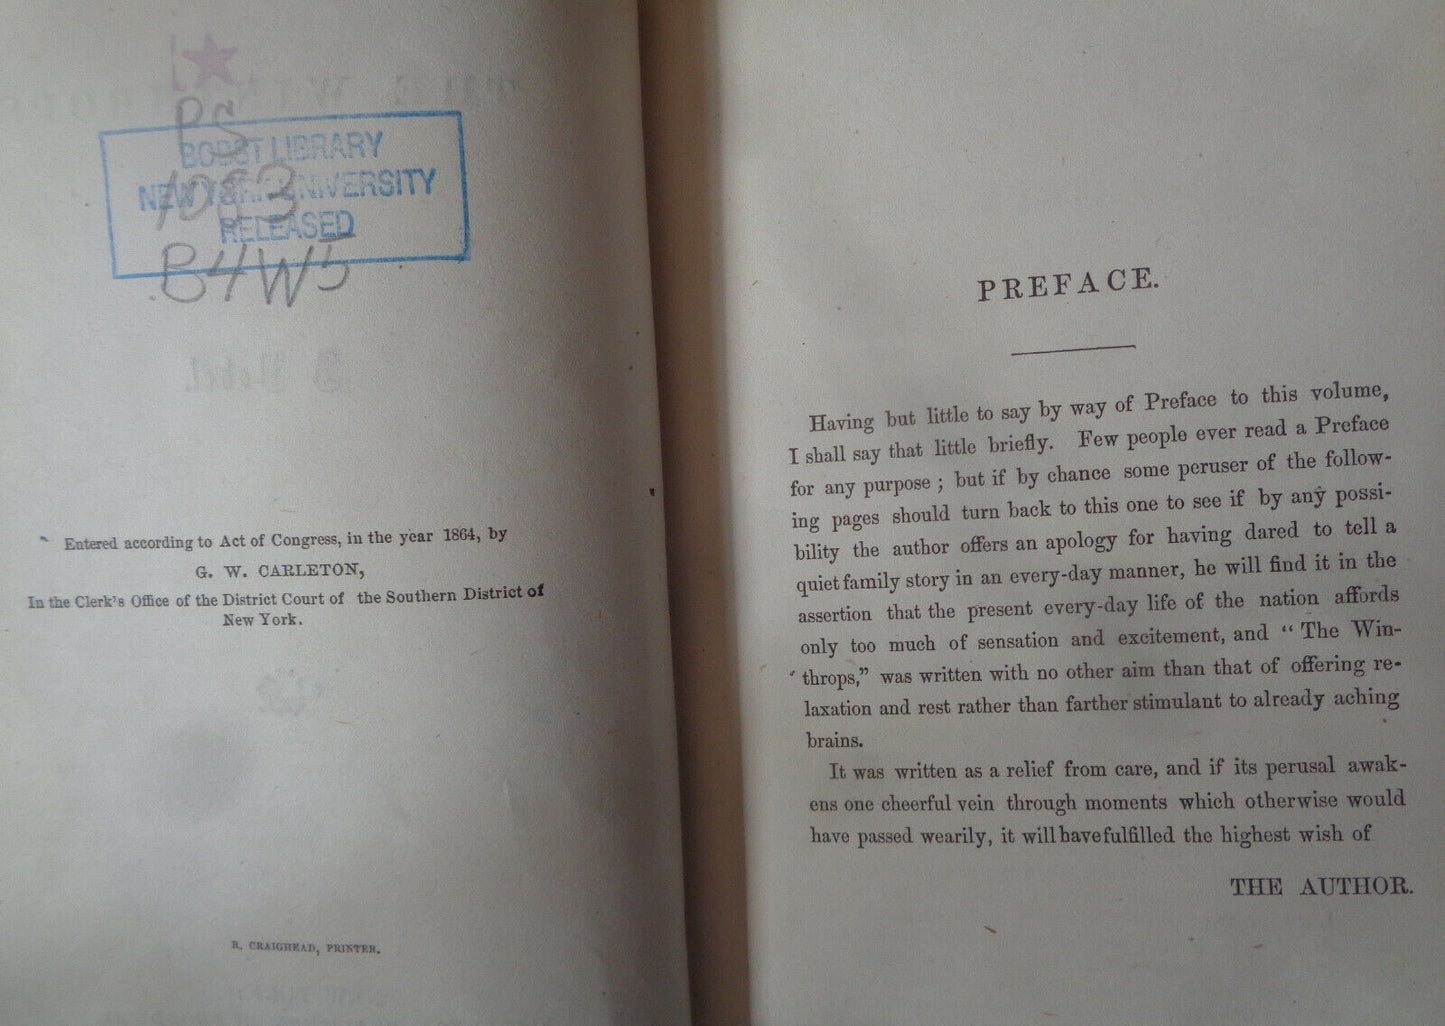 PS
1083
B4W5
BOBST LIBRARY
NEW YORK UNIVERSITY
RELEASED
Entered according to Act of Congress, in the year 1864, by
G. W. CARLETON,
In the Clerk's Office of the District Court of the Southern District of
New York.
R. CRAIGHEAD, PRINTER.
PREFACE.
Having but little to say by way of Preface to this volume,
I shall say that little briefly. Few people ever read a Preface
for any purpose; but if by chance some peruser of the follow-
ing pages should turn back to this one to see if by any possi-
bility the author offers an apology for having dared to tell a
quiet family story in an every-day manner, he will find it in the
assertion that the present every-day life of the nation affords
only too much of sensation and excitement, and “The Win-
throps,” was written with no other aim than that of offering re-
laxation and rest rather than farther stimulant to already aching
brains.
It was written as a relief from care, and if its perusal awak-
ens one cheerful vein through moments which otherwise would
have passed wearily, it will have fulfilled the highest wish of
THE AUTHOR.